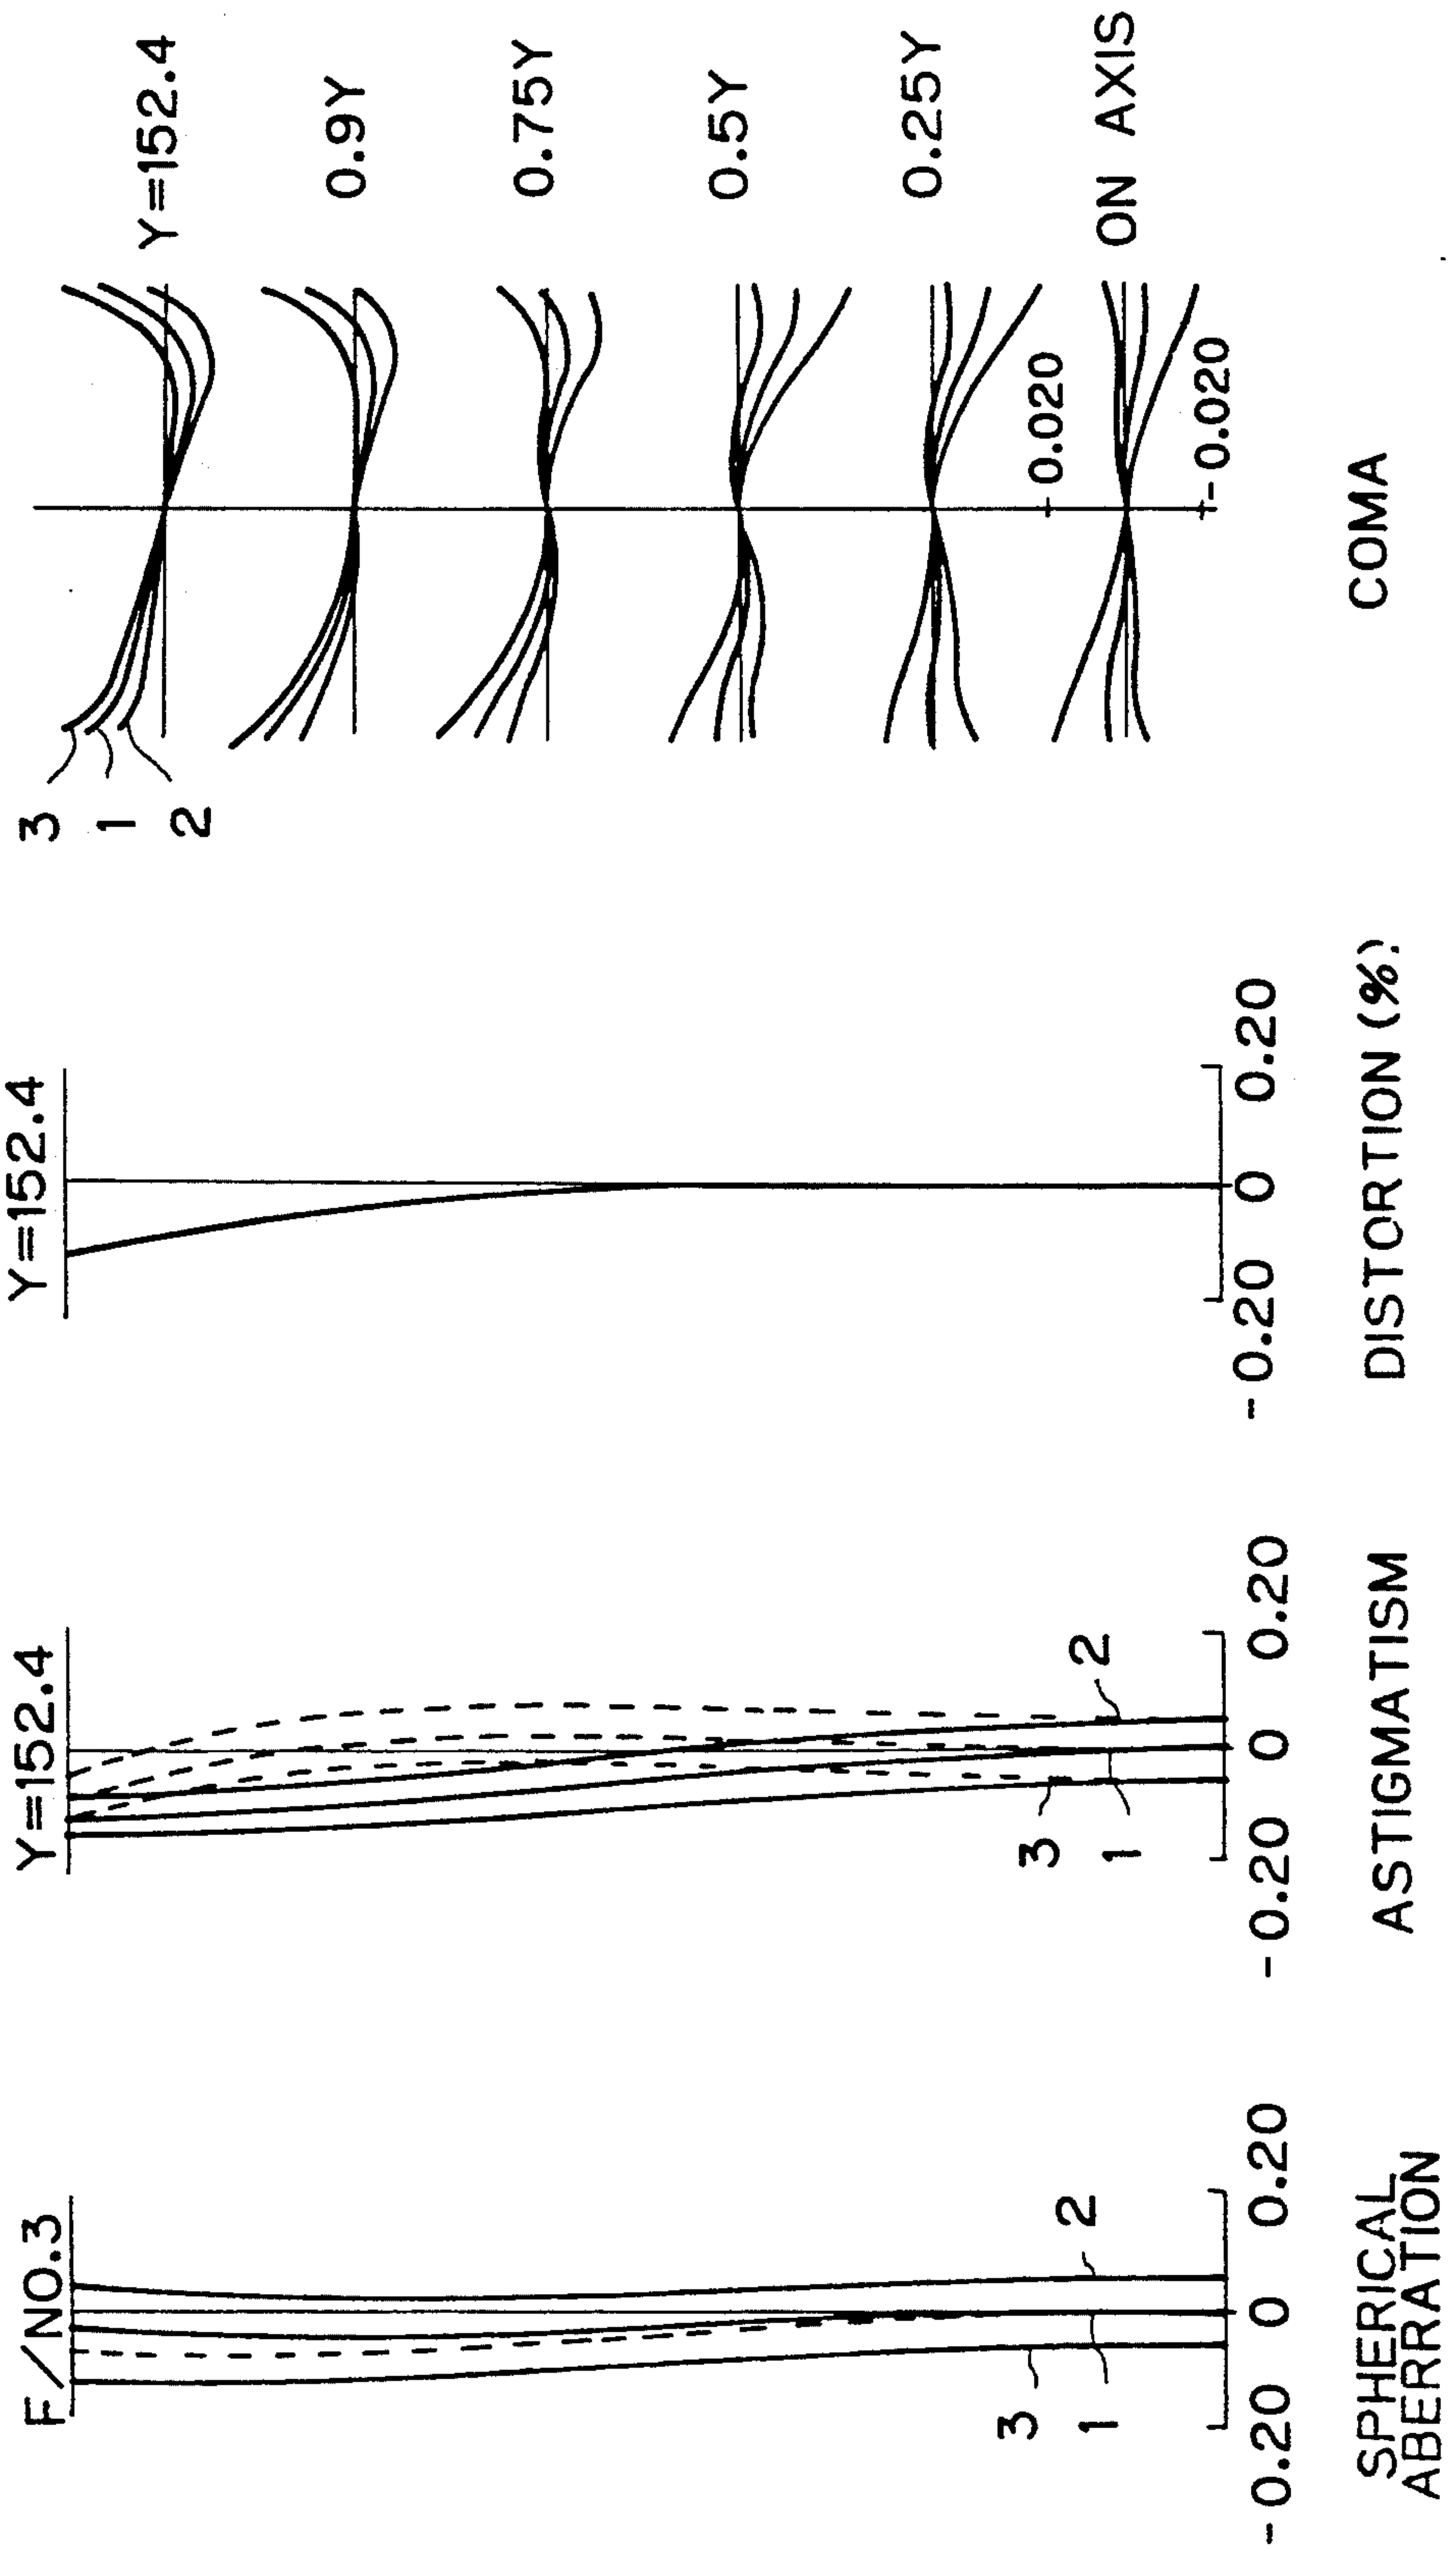 F/NO.3
2
3
1
-0.20 0 0.20
SPHERICAL
ABERRATION
Y=152.4
2
3
1
-0.20 0 0.20
ASTIGMATISM
Y=152.4
-0.20 0 0.20
DISTORTION (%)
3
1
2
Y=152.4
0.9Y
0.75Y
0.5Y
0.25Y
-0.020
ON AXIS
-0.020
COMA